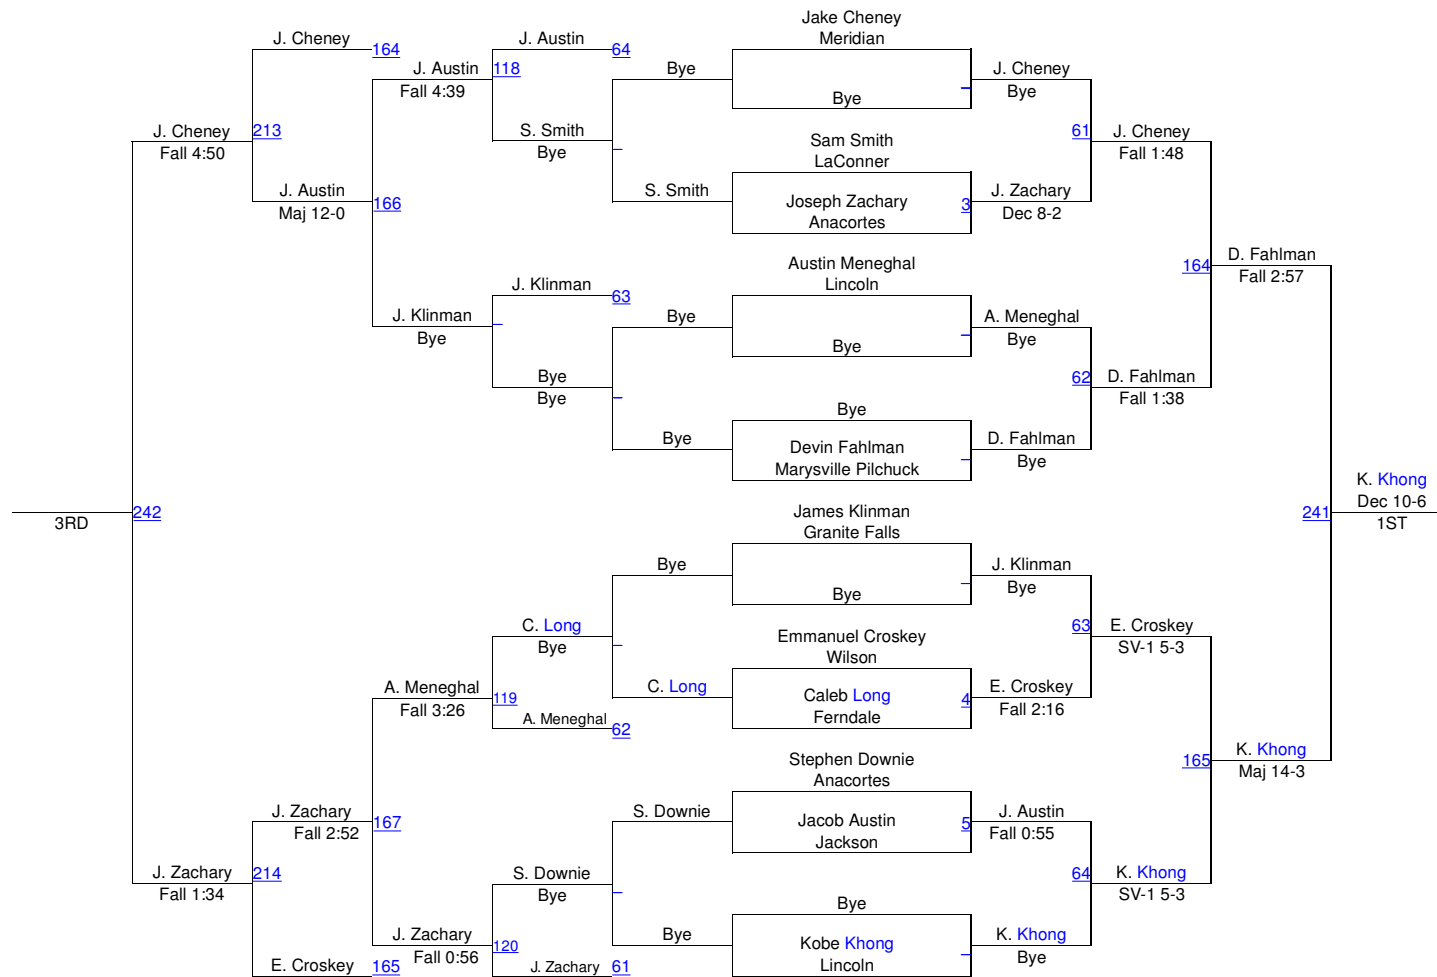 Jake Cheney
J. Cheney
J. Austin
Meridian
164
64
J. Austin
118
Bye
J. Cheney
Fall 4:39
Bye
Bye
J. Cheney
213
S. Smith
Sam Smith
61
J. Cheney
Fall 4:50
Bye
LaConner
Fall 1:48
J. Austin
S. Smith
Joseph Zachary
3
J. Zachary
Maj 12-0
166
Anacortes
Dec 8-2
Austin Meneghal
164
D. Fahlman
J. Klinman
Lincoln
Fall 2:57
63
J. Klinman
Bye
A. Meneghal
Bye
Bye
Bye
Bye
62
D. Fahlman
Bye
Fall 1:38
Bye
Bye
Devin Fahlman
D. Fahlman
Marysville Pilchuck
Bye
K. Khong
Dec 10-6
242
James Klinman
241
3RD
Granite Falls
1ST
Bye
J. Klinman
Bye
Bye
C. Long
63
E. Croskey
Bye
Emmanuel Croskey
SV-1 5-3
Wilson
A. Meneghal
119
C. Long
Caleb Long
4
E. Croskey
Fall 3:26
A. Meneghal
62
Ferndale
Fall 2:16
Stephen Downie
165
K. Khong
Anacortes
Maj 14-3
J. Zachary
S. Downie
J. Austin
Fall 2:52
167
Jacob Austin
5
Fall 0:55
Jackson
J. Zachary
214
S. Downie
64
K. Khong
Fall 1:34
Bye
Bye
SV-1 5-3
J. Zachary
Bye
Kobe Khong
K. Khong
Fall 0:56
120
Lincoln
Bye
E. Croskey
165
J. Zachary
61